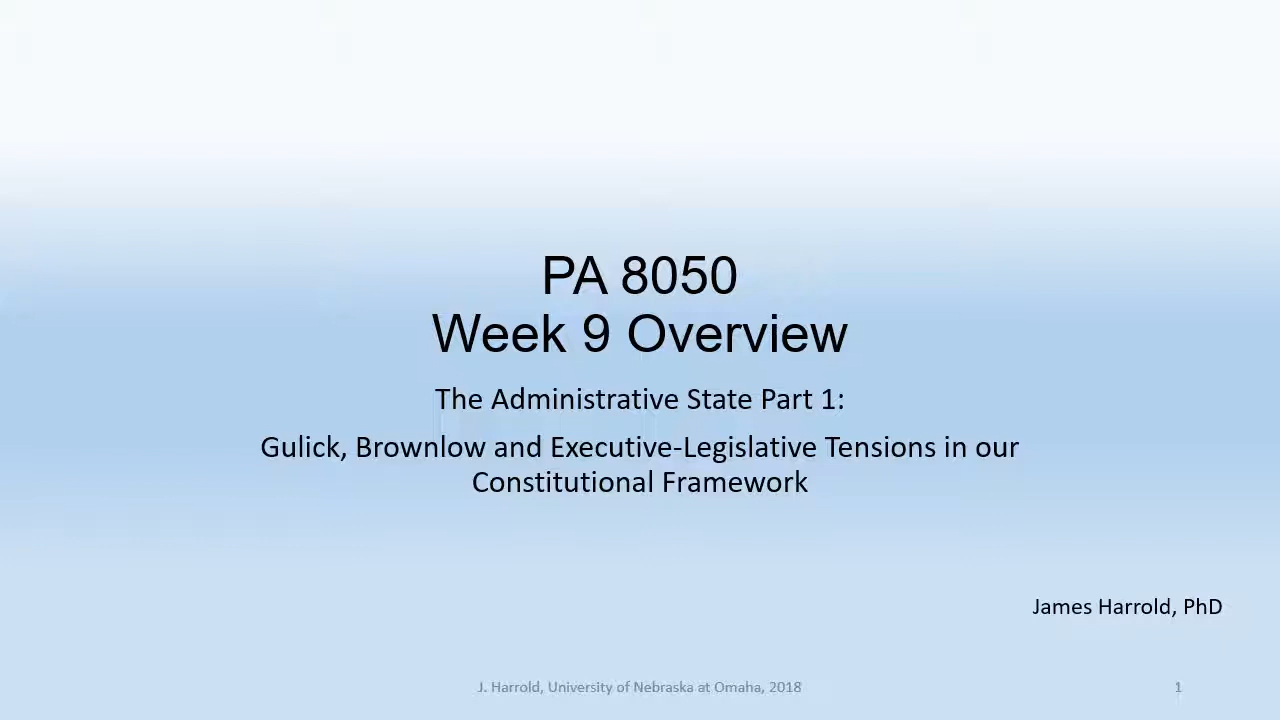 PA 8050
Week 9 Overview
The Administrative State Part 1:
Gulick, Brownlow and Executive-Legislative Tensions in our
Constitutional Framework
James Harrold, PhD
J. Harrold, University of Nebraska at Omaha, 2018
1